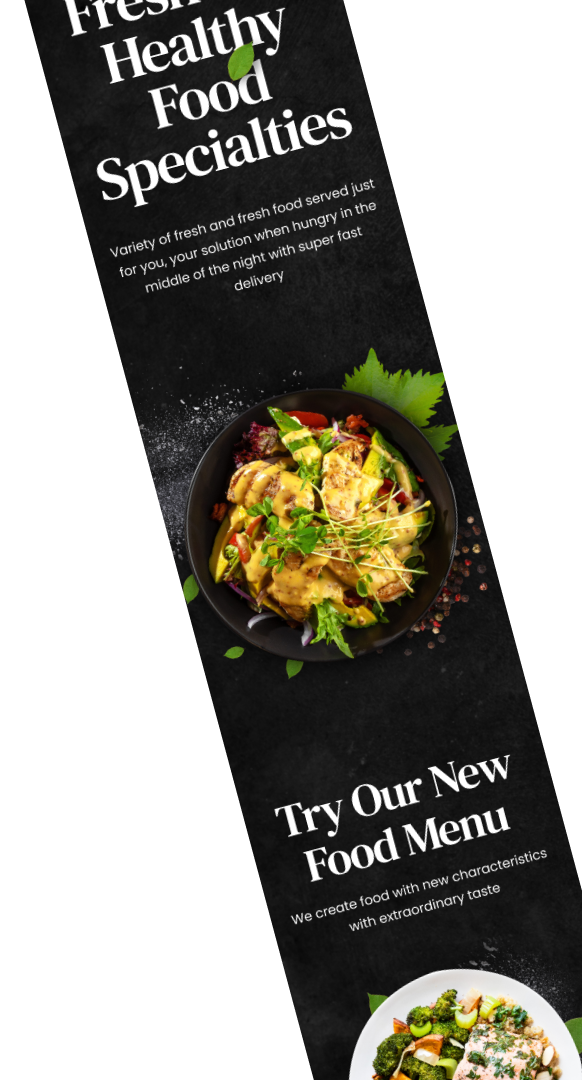 Fresh
Healthy
Food
Specialties
Variety of fresh and fresh food served just
for you, your solution when hungry in the
middle of the night with super fast
delivery
Try Our New
Food Menu
We create food with new characteristics
with extraordinary taste